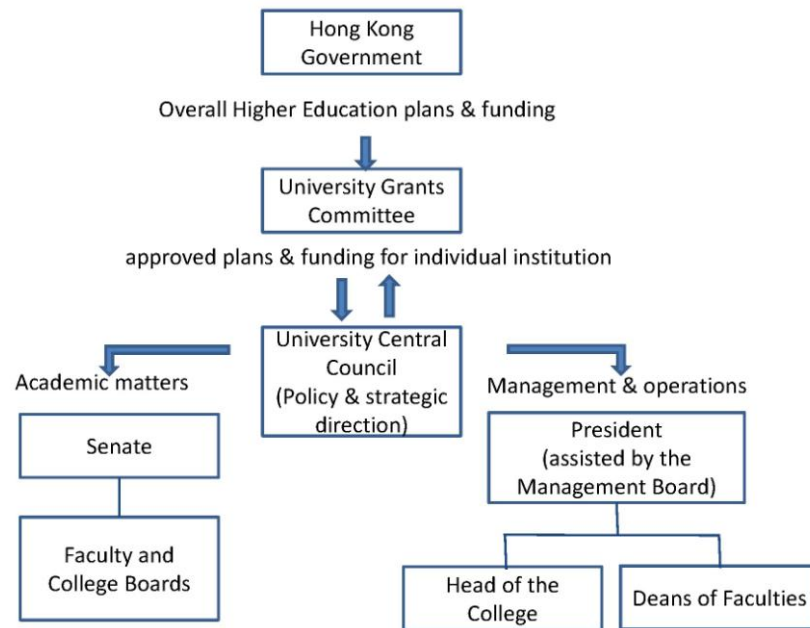 Hong Kong
Government
Overall Higher Education plans & funding
University Grants
Committee
approved plans & funding for individual institution
University Central
Council
(Policy & strategic
direction)
Academic matters
Senate
Faculty and
College Boards
Management & operations
President
(assisted by the
Management Board)
Head of the
College
Deans of Faculties